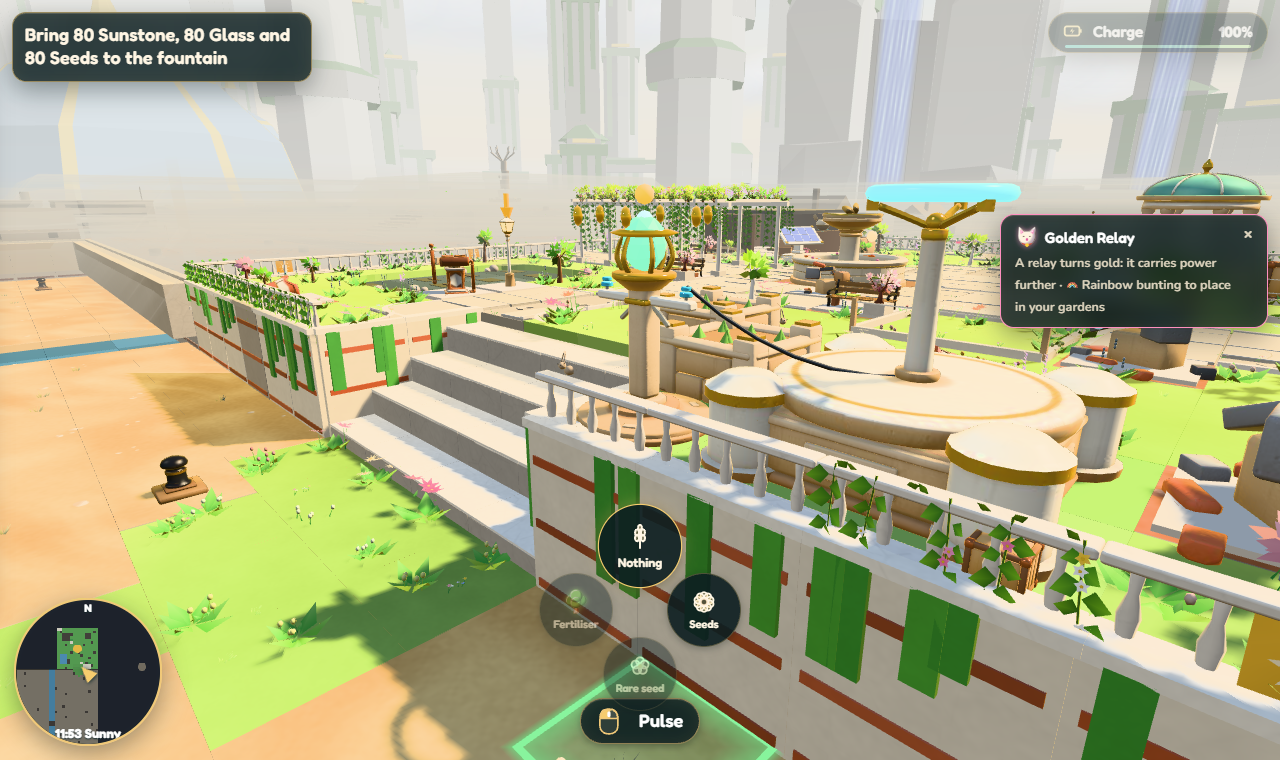 Bring 80 Sunstone, 80 Glass and
80 Seeds to the fountain
Charge 100%
Golden Relay
A relay turns gold: it carries power
further · Rainbow bunting to place
in your gardens
Nothing
Fertiliser
Seeds
Rare seed
Pulse
N
11:53 Sunny